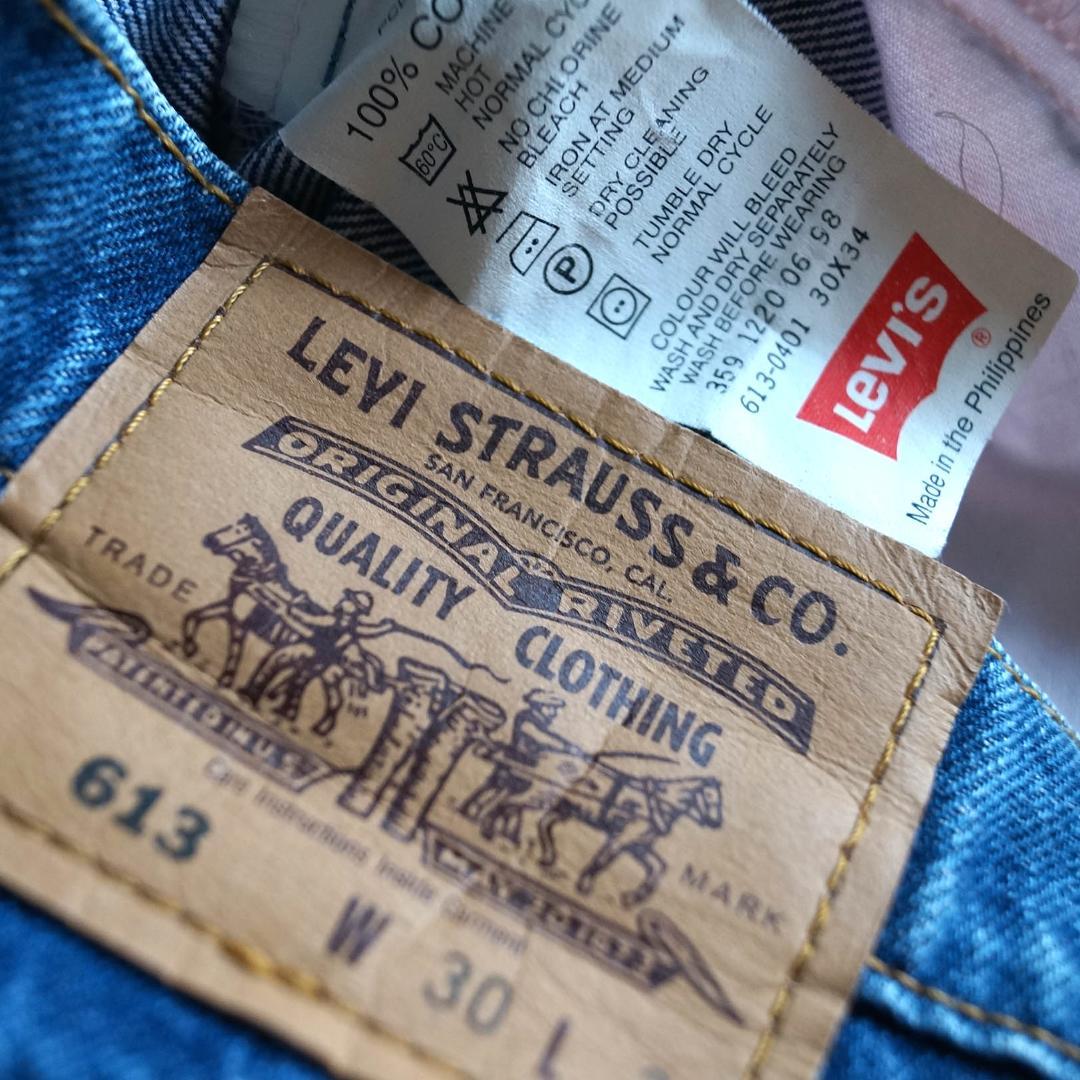 100% CO
MACHINE
HOT
NORMAL CYC
60°C
NO CHLORINE
BLEACH
IRON AT MEDIUM
SETTING
DRY CLEANING
POSSIBLE
P
TUMBLE DRY
NORMAL CYCLE
COLOUR WILL BLEED
WASH AND DRY SEPARATELY
WASH BEFORE WEARING
359 1220 06 98
613-0401 30X34
LEVI'S
®
Made in the Philippines
LEVI STRAUSS & CO.
SAN FRANCISCO, CAL.
ORIGINAL RIVETED
QUALITY CLOTHING
TRADE MARK
613
Care Instructions Inside Garment
W 30 L